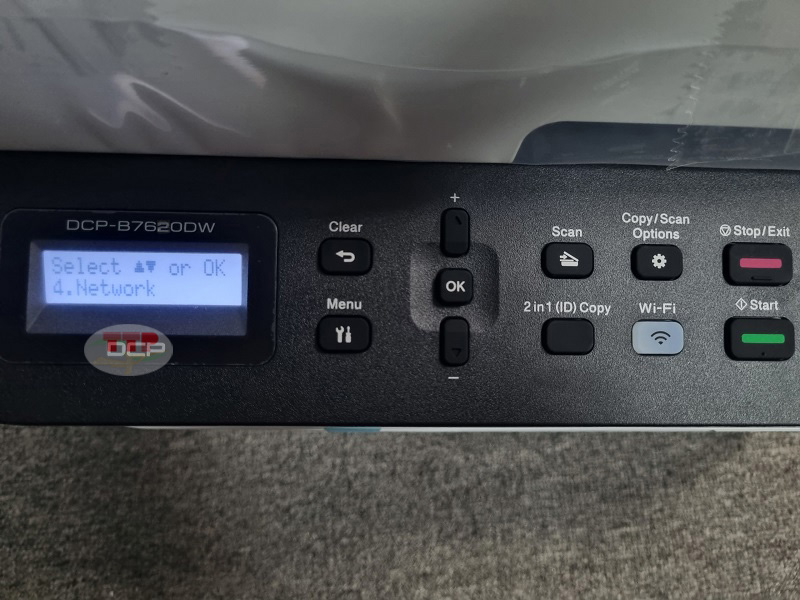 DCP-B7620DW
Select ▲▼ or OK
4.Network
DCP
Clear
Menu
+
OK
−
Scan
Copy/Scan
Options
Stop/Exit
2 in 1 (ID) Copy
Wi-Fi
Start